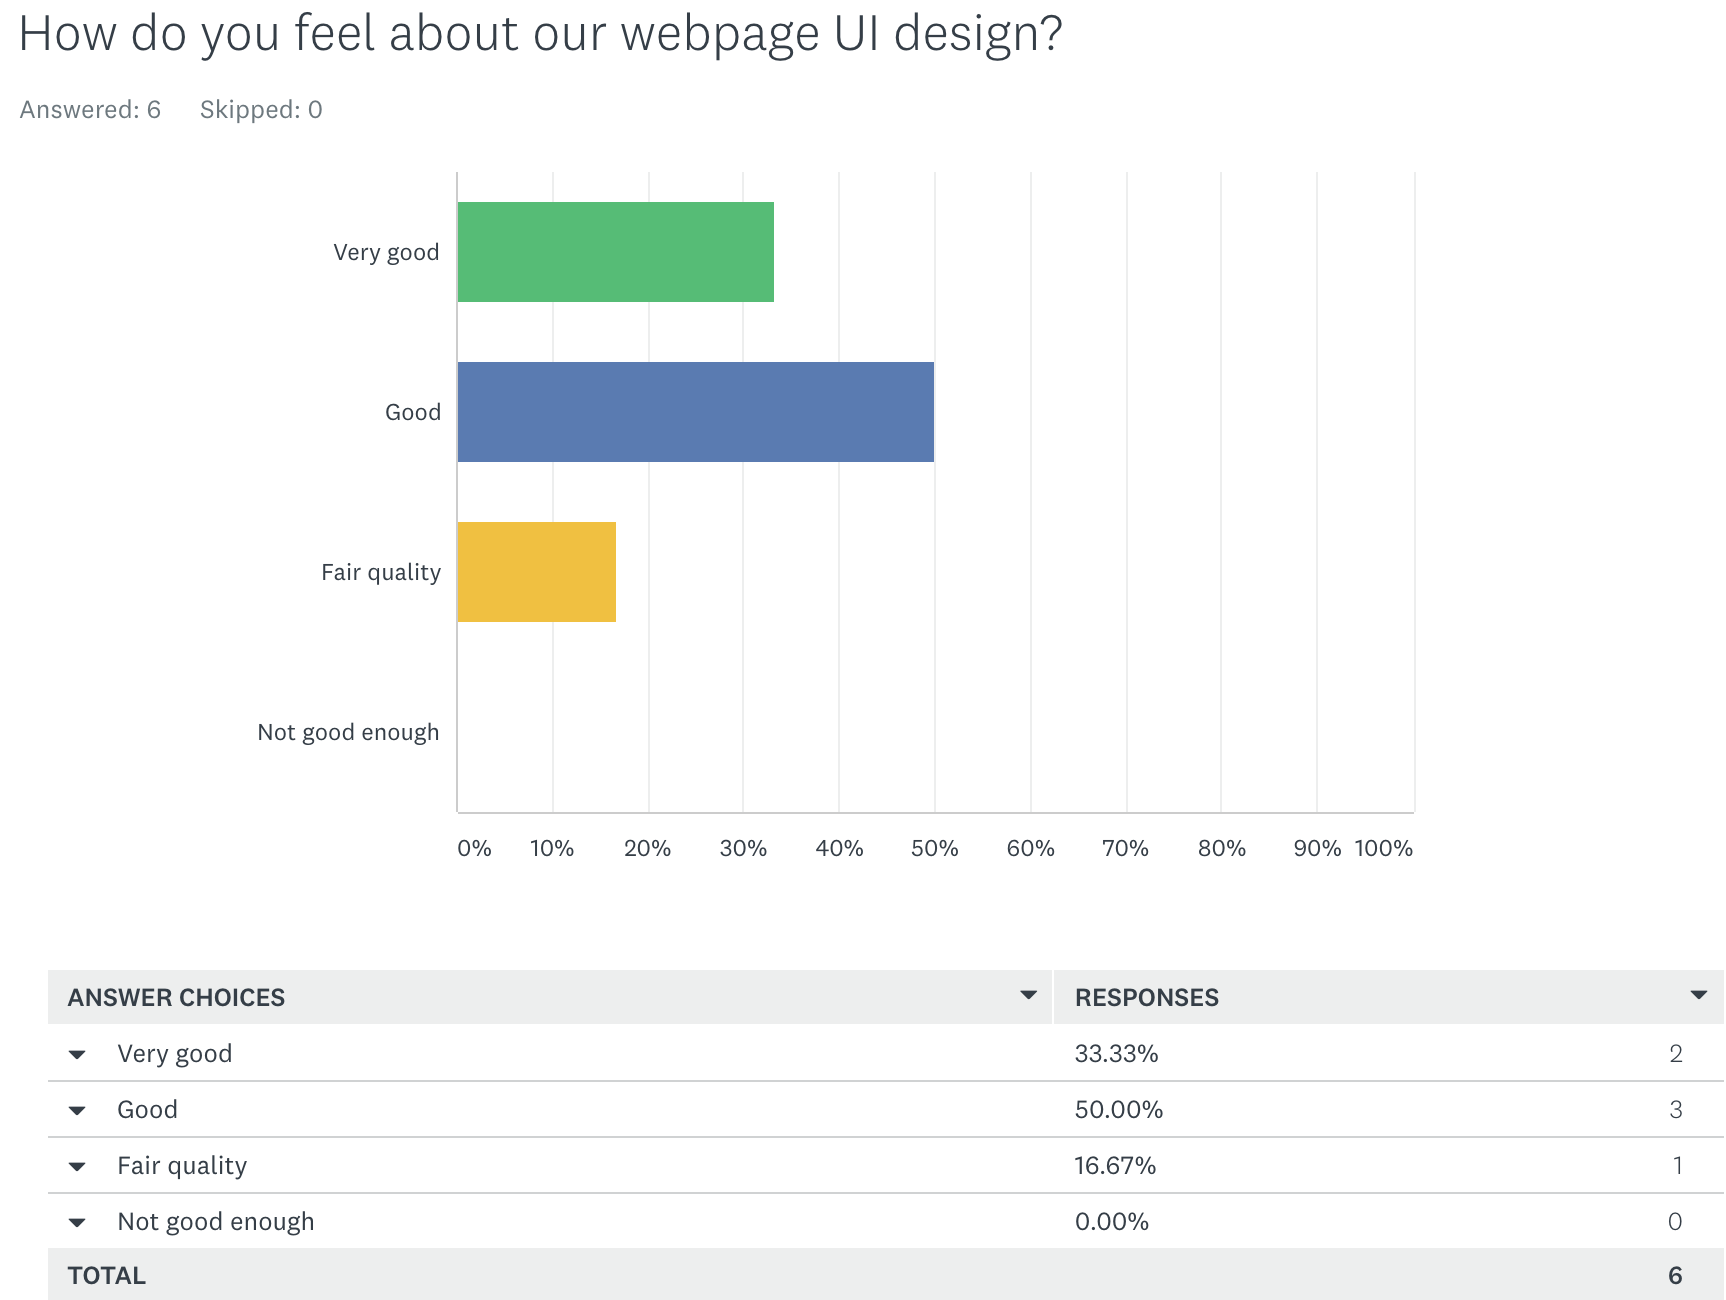 How do you feel about our webpage UI design?
Answered: 6 Skipped: 0
Very good
Good
Fair quality
Not good enough
0% 10% 20% 30% 40% 50% 60% 70% 80% 90% 100%
ANSWER CHOICES RESPONSES
Very good 33.33% 2
Good 50.00% 3
Fair quality 16.67% 1
Not good enough 0.00% 0
TOTAL 6